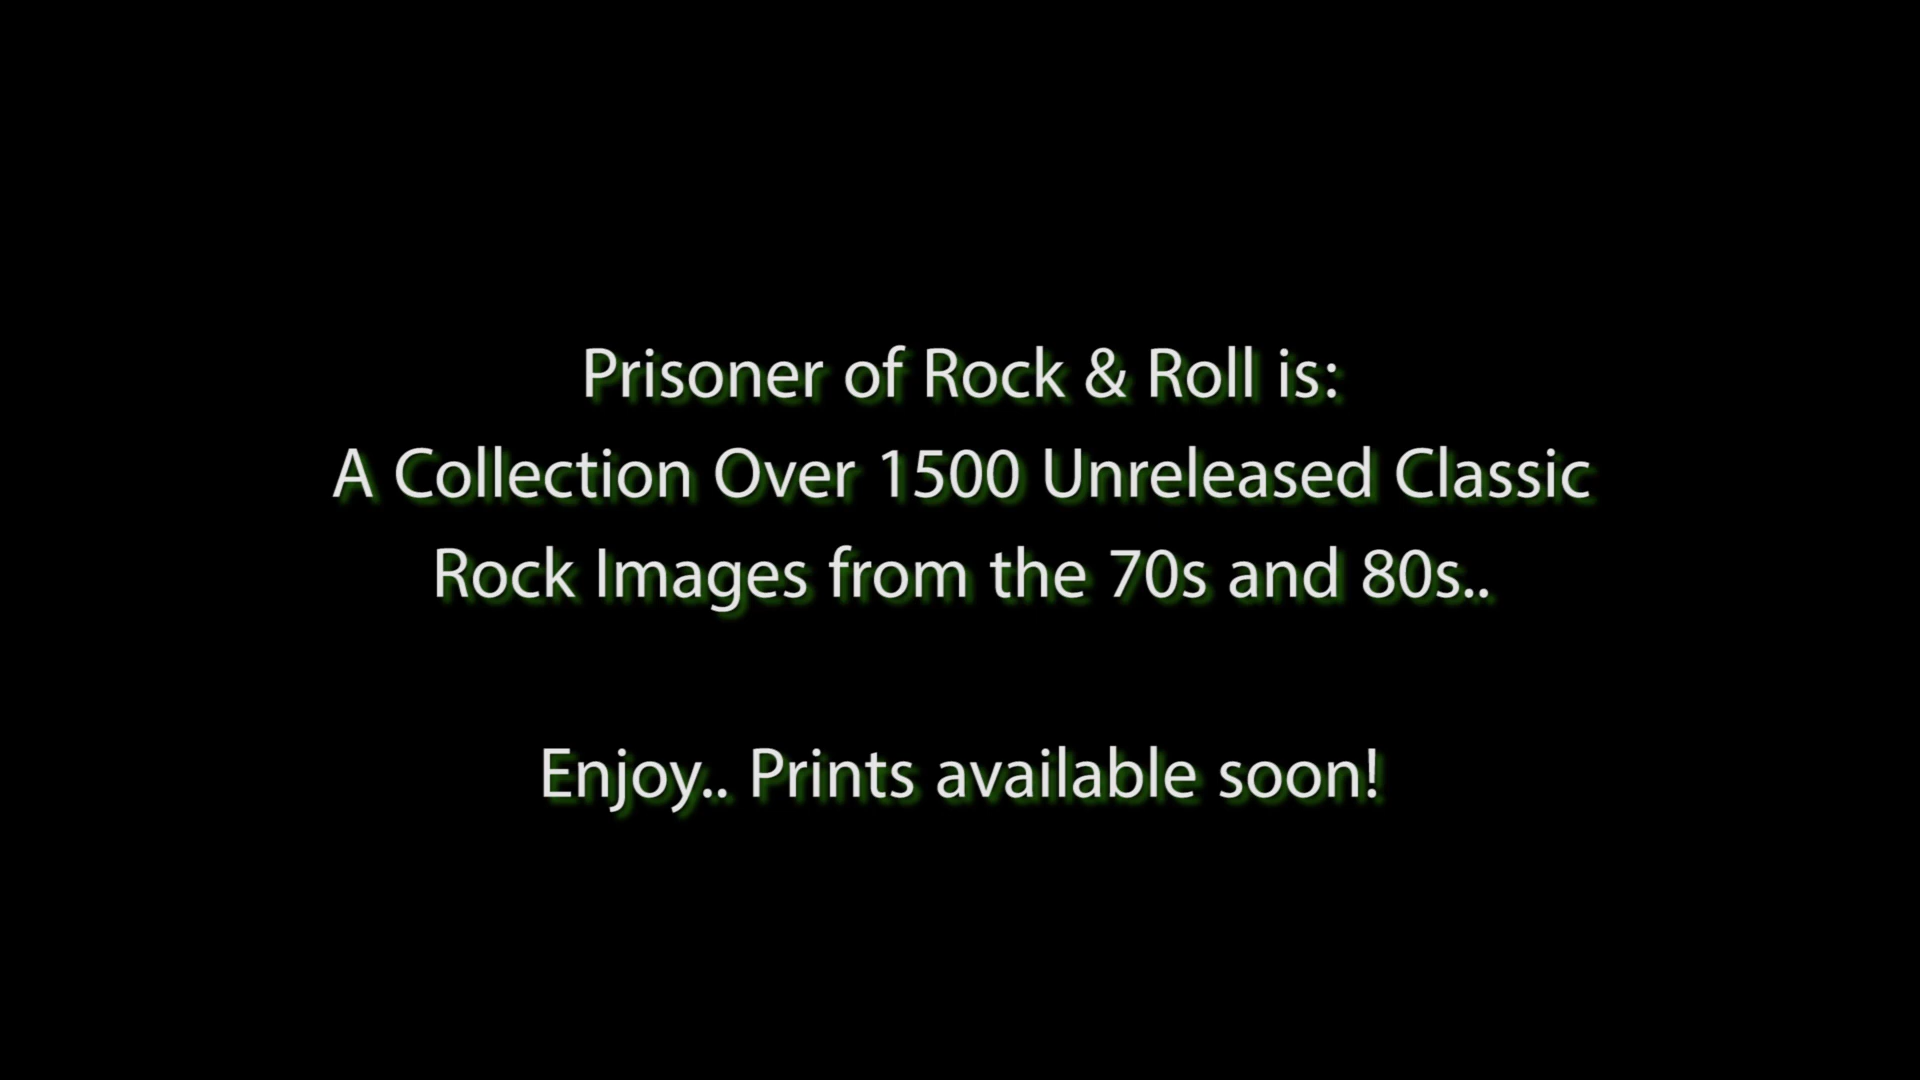 Prisoner of Rock & Roll is:
A Collection Over 1500 Unreleased Classic
Rock Images from the 70s and 80s..
Enjoy.. Prints available soon!